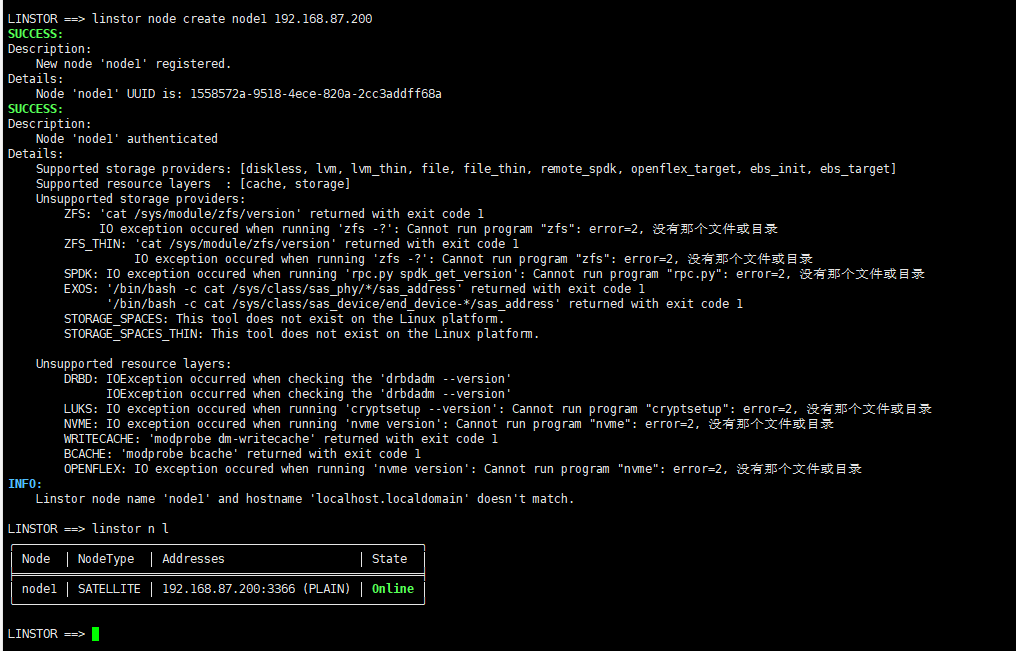 LINSTOR ==> linstor node create node1 192.168.87.200
SUCCESS:
Description:
    New node 'node1' registered.
Details:
    Node 'node1' UUID is: 1558572a-9518-4ece-820a-2cc3addff68a
SUCCESS:
Description:
    Node 'node1' authenticated
Details:
    Supported storage providers: [diskless, lvm, lvm_thin, file, file_thin, remote_spdk, openflex_target, ebs_init, ebs_target]
    Supported resource layers  : [cache, storage]
    Unsupported storage providers:
        ZFS: 'cat /sys/module/zfs/version' returned with exit code 1
             IO exception occured when running 'zfs -?': Cannot run program "zfs": error=2, 没有那个文件或目录
        ZFS_THIN: 'cat /sys/module/zfs/version' returned with exit code 1
                  IO exception occured when running 'zfs -?': Cannot run program "zfs": error=2, 没有那个文件或目录
        SPDK: IO exception occured when running 'rpc.py spdk_get_version': Cannot run program "rpc.py": error=2, 没有那个文件或目录
        EXOS: '/bin/bash -c cat /sys/class/sas_phy/*/sas_address' returned with exit code 1
              '/bin/bash -c cat /sys/class/sas_device/end_device-*/sas_address' returned with exit code 1
        STORAGE_SPACES: This tool does not exist on the Linux platform.
        STORAGE_SPACES_THIN: This tool does not exist on the Linux platform.
    Unsupported resource layers:
        DRBD: IOException occurred when checking the 'drbdadm --version'
              IOException occurred when checking the 'drbdadm --version'
        LUKS: IO exception occured when running 'cryptsetup --version': Cannot run program "cryptsetup": error=2, 没有那个文件或目录
        NVME: IO exception occured when running 'nvme version': Cannot run program "nvme": error=2, 没有那个文件或目录
        WRITECACHE: 'modprobe dm-writecache' returned with exit code 1
        BCACHE: 'modprobe bcache' returned with exit code 1
        OPENFLEX: IO exception occured when running 'nvme version': Cannot run program "nvme": error=2, 没有那个文件或目录
INFO:
    Linstor node name 'node1' and hostname 'localhost.localdomain' doesn't match.
LINSTOR ==> linstor n l
Node | NodeType | Addresses | State
node1 | SATELLITE | 192.168.87.200:3366 (PLAIN) | Online
LINSTOR ==>